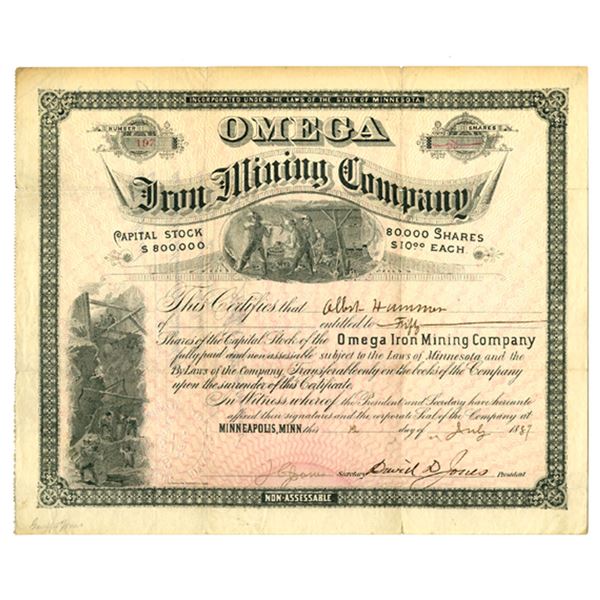 INCORPORATED UNDER THE LAWS OF THE STATE OF MINNESOTA.
NUMBER
197
SHARES
OMEGA
Iron Mining Company
CAPITAL STOCK
$800,000.
80,000 SHARES
$10.00 EACH.
This Certifies that Albert Hammer
of entitled to Fifty
Shares of the Capital Stock of the Omega Iron Mining Company
fully paid and non assessable subject to the Laws of Minnesota, and the
By Laws of the Company, Transferable only on the books of the Company
upon the surrender of this Certificate.
In Witness whereof the President and Secretary have hereunto
affixed their signatures and the corporate Seal of the Company at
MINNEAPOLIS, MINN this day of July 1887
Secretary David D. Jones President
NON-ASSESSABLE